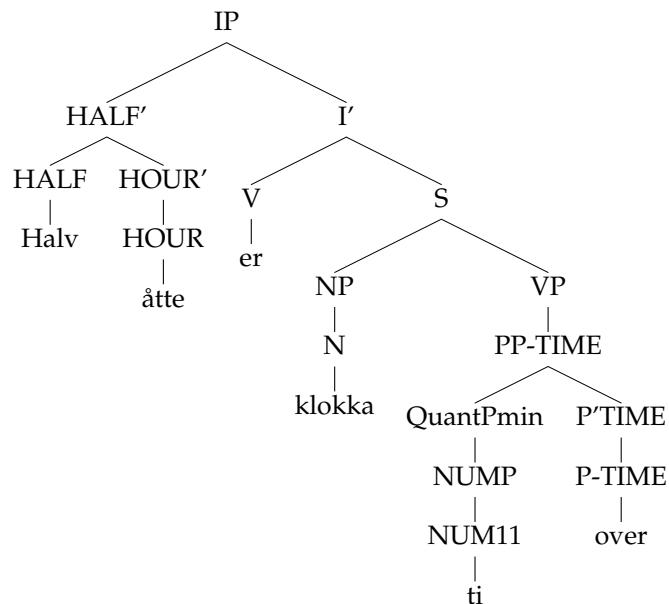 IP
HALF’ I’
HALF HOUR’ V S
Halv HOUR er NP VP
åtte N PP-TIME
klokka QuantPmin P’TIME
NUMP P-TIME
NUM11 over
ti